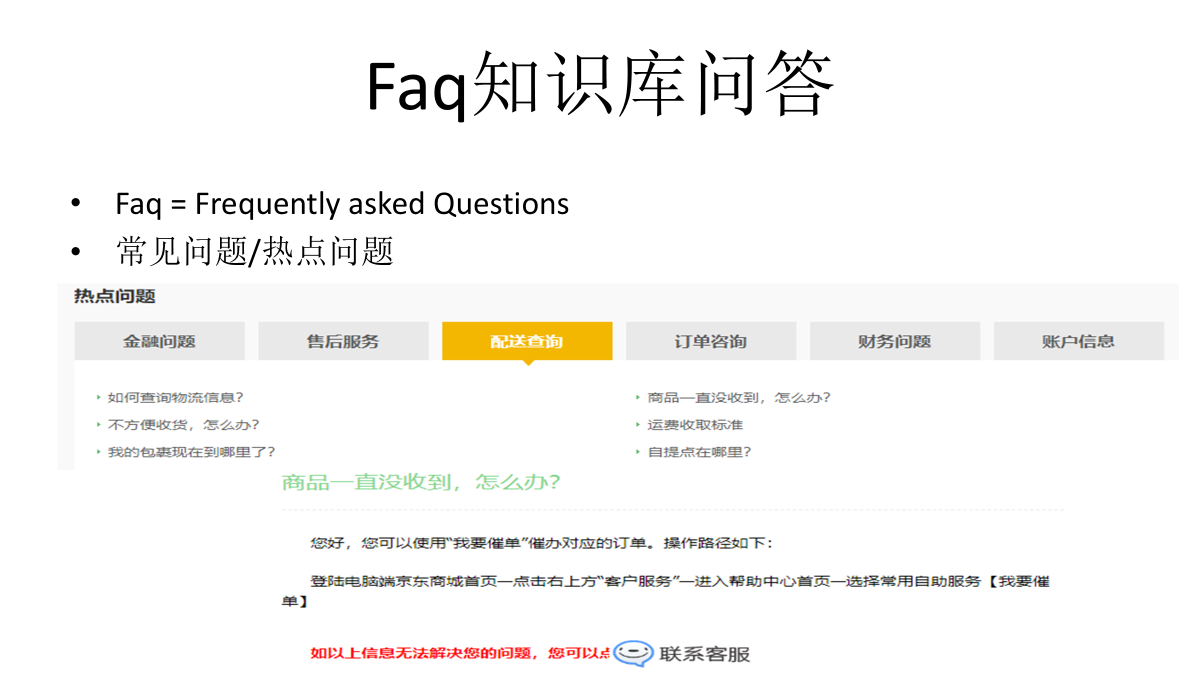 Faq知识库问答
• Faq = Frequently asked Questions
• 常见问题/热点问题
热点问题
金融问题 售后服务 配送查询 订单咨询 财务问题 账户信息
如何查询物流信息? 商品一直没收到，怎么办?
不方便收货，怎么办? 运费收取标准
我的包裹现在到哪里了? 自提点在哪里?
商品一直没收到，怎么办?
您好，您可以使用“我要催单”催办对应的订单。操作路径如下：
登陆电脑端京东商城首页—点击右上方“客户服务”—进入帮助中心首页—选择常用自助服务【我要催
单】
如以上信息无法解决您的问题，您可以点 联系客服